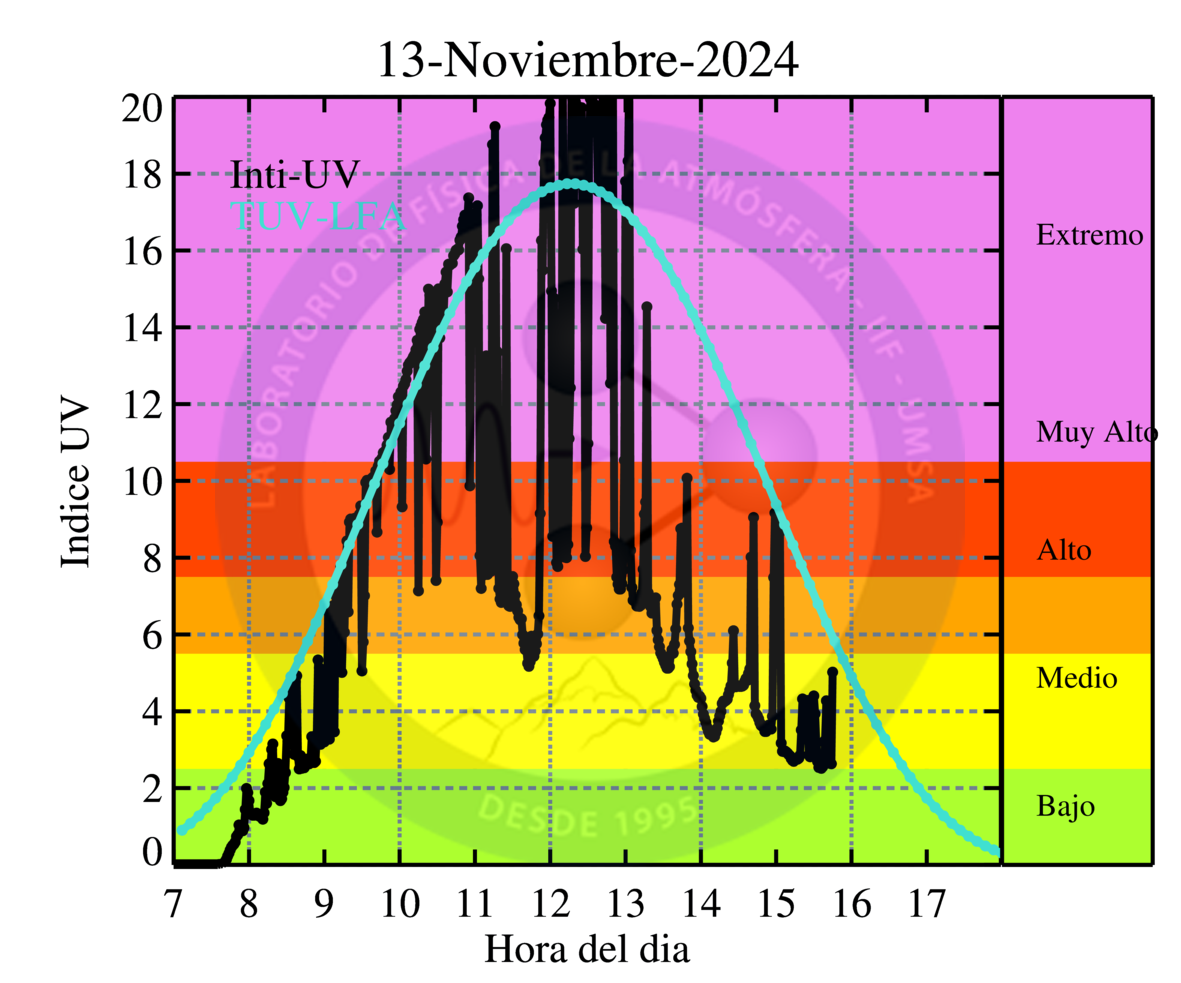 13-Noviembre-2024
Indice UV
20
18
16
14
12
10
8
6
4
2
0
Inti-UV
TUV-LFA
LABORATORIO DE FÍSICA DE LA ATMÓSFERA - IIF - UMSA
DESDE 1995
Extremo
Muy Alto
Alto
Medio
Bajo
7 8 9 10 11 12 13 14 15 16 17
Hora del dia